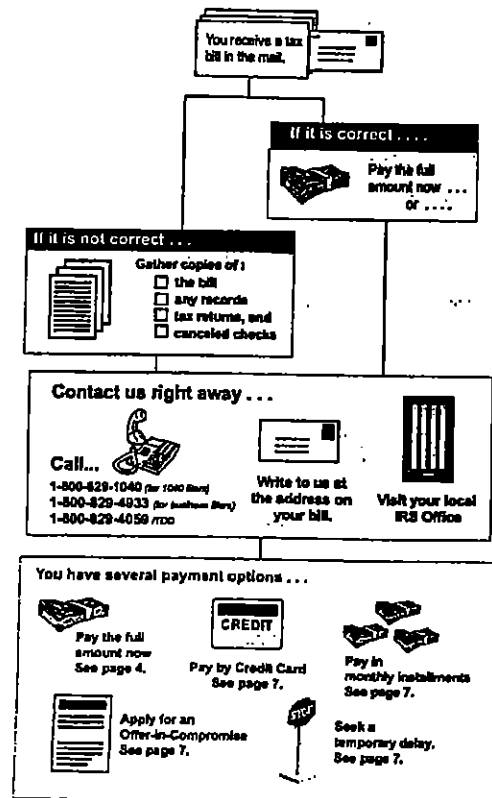 You receive a tax
bill in the mail.
If it is correct . . . .
Pay the full
amount now . . .
or . . . .
If it is not correct . . .
Gather copies of :
the bill
any records
tax returns, and
canceled checks
Contact us right away . . .
Call...
1-800-829-1040 (for 1040 filers)
1-800-829-4933 (for business filers)
1-800-829-4059 /TDD
Write to us at
the address on
your bill.
Visit your local
IRS Office
You have several payment options . . .
Pay the full
amount now
See page 4.
CREDIT
Pay by Credit Card
See page 7.
Pay in
monthly installments
See page 7.
Apply for an
Offer-in-Compromise
See page 7.
STOP
Seek a
temporary delay.
See page 7.